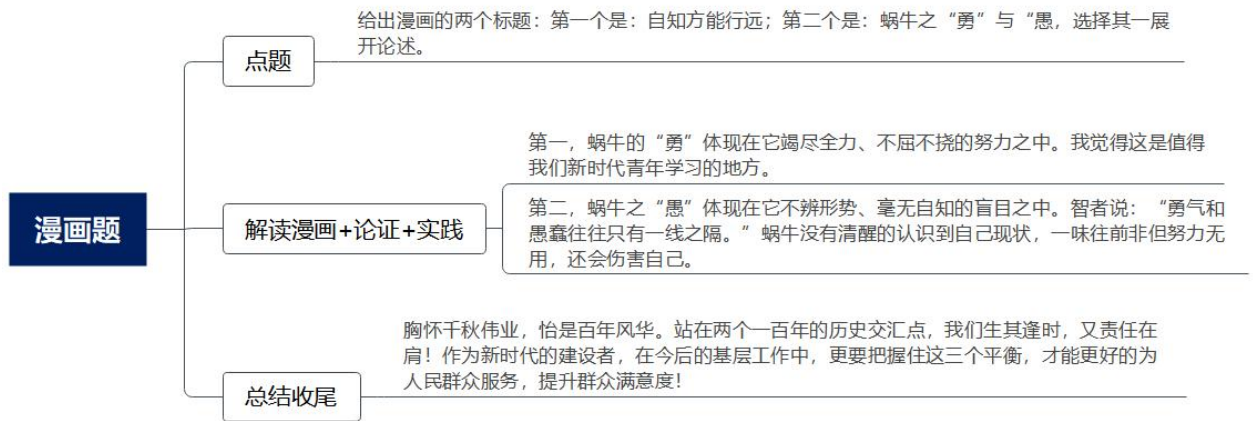 漫画题
点题
给出漫画的两个标题：第一个是：自知方能行远；第二个是：蜗牛之“勇”与“愚，选择其一展
开论述。
解读漫画+论证+实践
第一，蜗牛的“勇”体现在它竭尽全力、不屈不挠的努力之中。我觉得这是值得
我们新时代青年学习的地方。
第二，蜗牛之“愚”体现在它不辨形势、毫无自知的盲目之中。智者说：“勇气和
愚蠢往往只有一线之隔。”蜗牛没有清醒的认识到自己现状，一味往前非但努力无
用，还会伤害自己。
总结收尾
胸怀千秋伟业，恰是百年风华。站在两个一百年的历史交汇点，我们生其逢时，又责任在
肩！作为新时代的建设者，在今后的基层工作中，更要把握住这三个平衡，才能更好的为
人民群众服务，提升群众满意度！